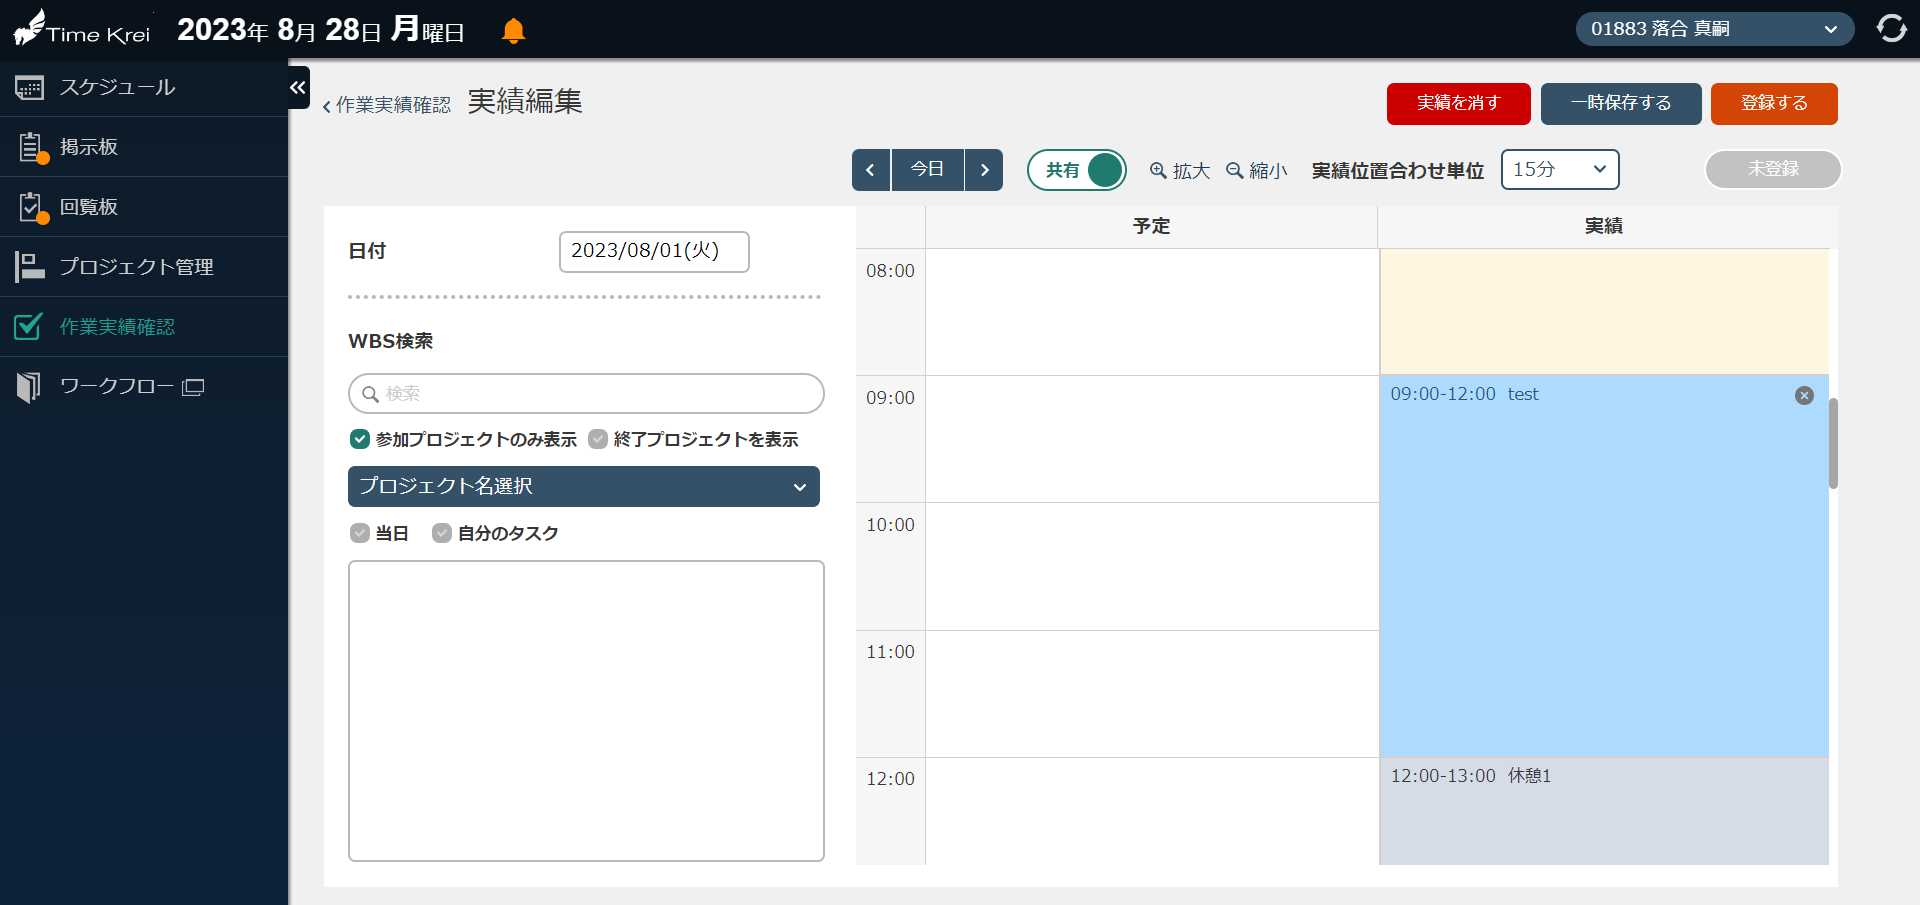 Time Krei 2023年 8月 28日 月曜日 01883 落合 真嗣
スケジュール
掲示板
回覧板
プロジェクト管理
作業実績確認
ワークフロー
作業実績確認 実績編集 実績を消す 一時保存する 登録する
今日 共有 拡大 縮小 実績位置合わせ単位 15分 未登録
日付 2023/08/01(火)
WBS検索
検索
参加プロジェクトのみ表示 終了プロジェクトを表示
プロジェクト名選択
当日 自分のタスク
予定 実績
08:00
09:00 09:00-12:00 test
10:00
11:00
12:00 12:00-13:00 休憩1